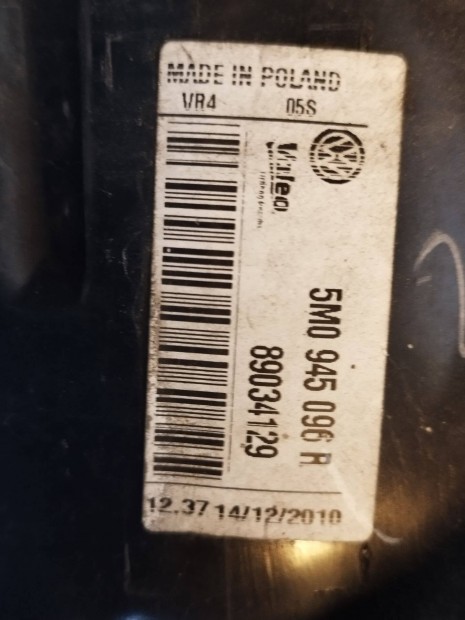 MADE IN POLAND
VR4 05S
Valeo
5M0 945 096 R
89034129
12.37 14/12/2010